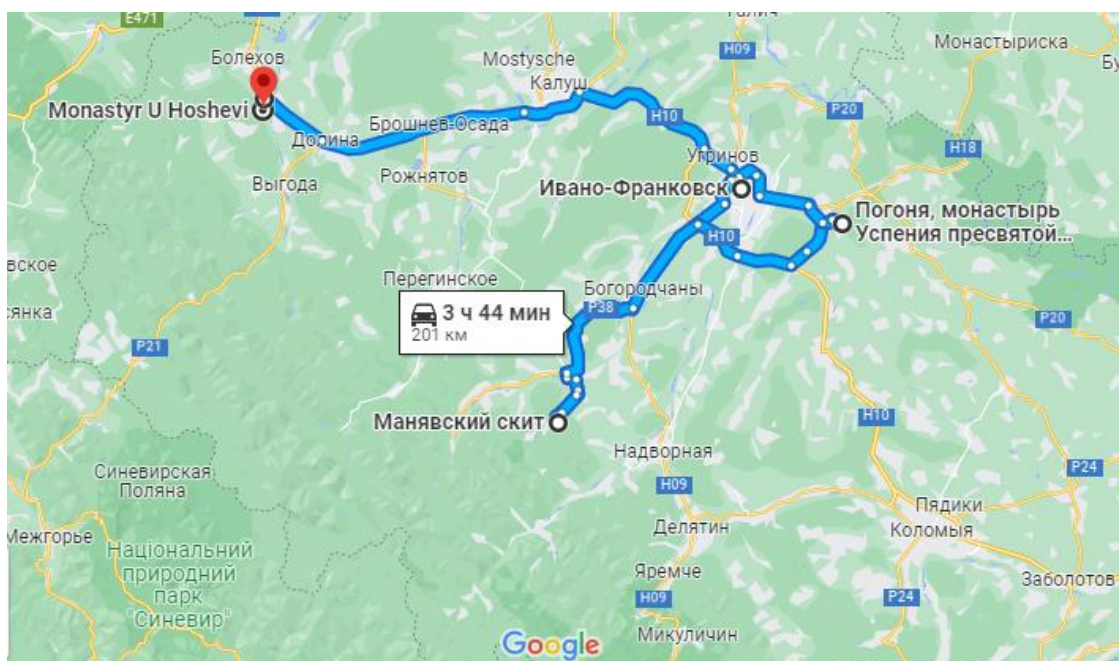 E471
Галич
H09
Монастыриска
Бу
Болехов
Mostysche
Калуш
P20
Monastyr U Hoshevi
Долина
Брошнев-Осада
H10
H18
Угринов
Рожнятов
Выгода
Ивано-Франковск
Погоня, монастырь
Успения пресвятой...
H10
вское
Перегинское
Богородчаны
сянка
3 ч 44 мин
201 км
P38
P20
P21
Манявский скит
H10
Надворная
Синевирская
Поляна
H09
P24
Пядики
Межгорье
Делятин
Коломыя
Національний
природний
парк
"Синевир"
Яремче
Заболотов
H09
P24
Микуличин
Google